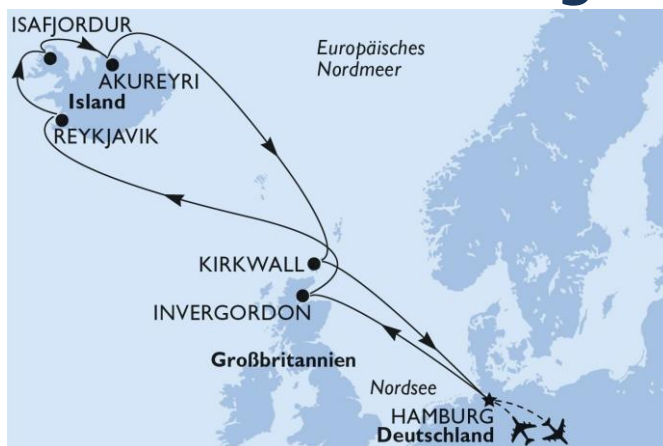 ISAFJORDUR
AKUREYRI
Island
REYKJAVIK
Europäisches
Nordmeer
KIRKWALL
INVERGORDON
Großbritannien
Nordsee
HAMBURG
Deutschland